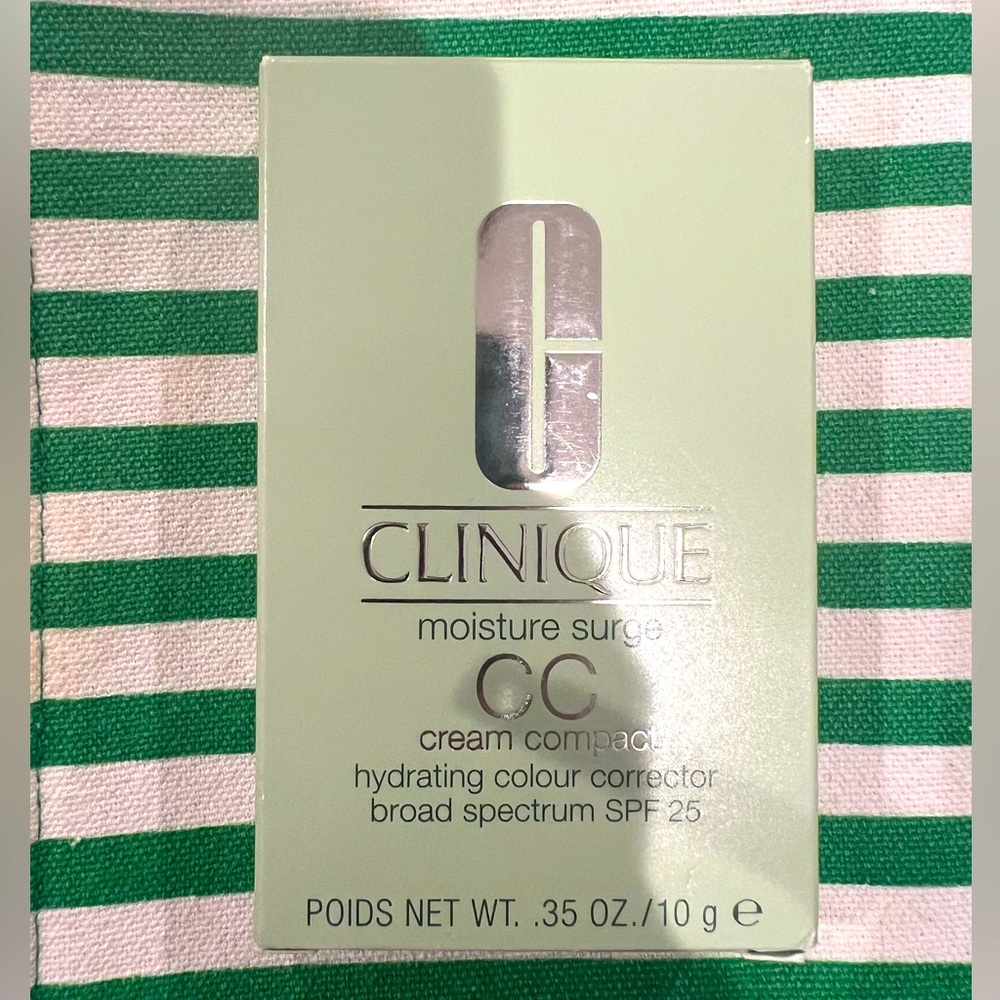 CLINIQUE
moisture surge
CC
cream compact
hydrating colour corrector
broad spectrum SPF 25
POIDS NET WT. .35 OZ./10 g ℮